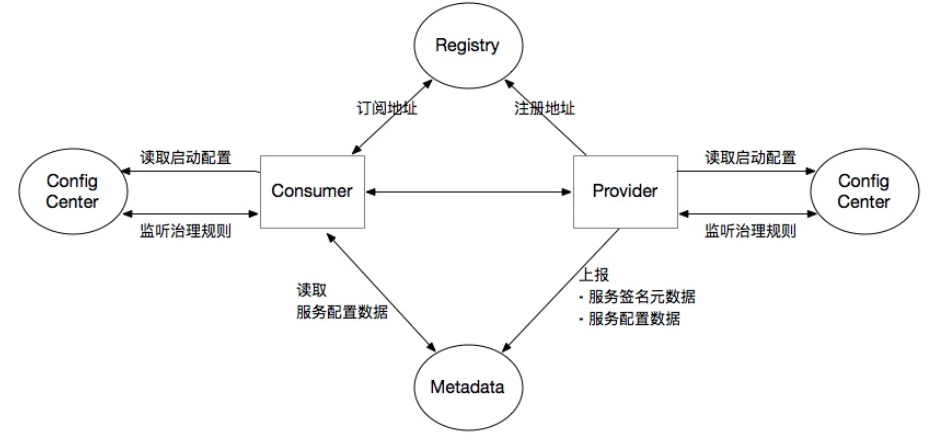 Registry
订阅地址
注册地址
读取启动配置
读取启动配置
Config
Center
Consumer
Provider
Config
Center
监听治理规则
监听治理规则
读取
服务配置数据
上报
- 服务签名元数据
- 服务配置数据
Metadata